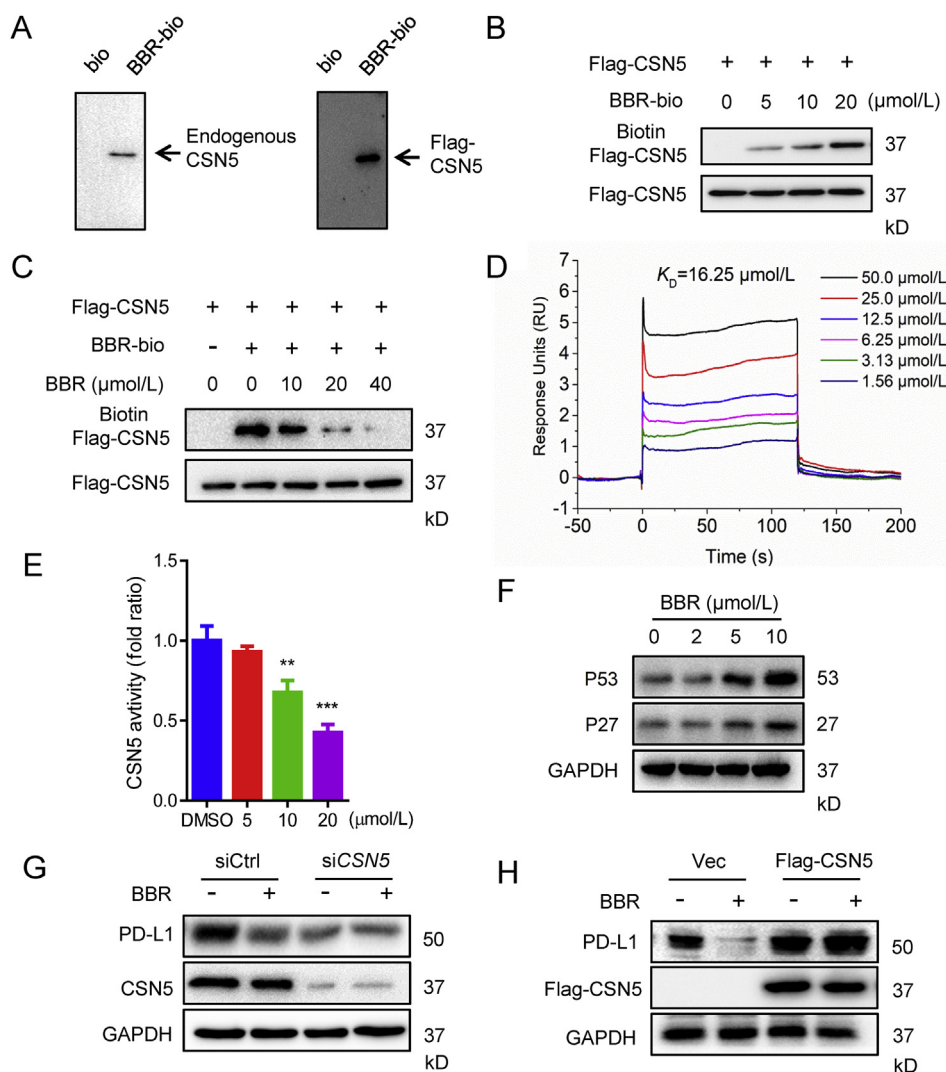 A
bio
BBR-bio
Endogenous
CSN5
bio
BBR-bio
Flag-
CSN5
B
Flag-CSN5 + + + +
BBR-bio 0 5 10 20 (μmol/L)
Biotin
Flag-CSN5 37
Flag-CSN5 37
kD
C
Flag-CSN5 + + + + +
BBR-bio - + + + +
BBR (μmol/L) 0 0 10 20 40
Biotin
Flag-CSN5 37
Flag-CSN5 37
kD
D
Response Units (RU)
7
6
5
4
3
2
1
0
-1
-50 0 50 100 150 200
Time (s)
KD=16.25 μmol/L
50.0 μmol/L
25.0 μmol/L
12.5 μmol/L
6.25 μmol/L
3.13 μmol/L
1.56 μmol/L
E
CSN5 avtivity (fold ratio)
1.5
1.0
0.5
0.0
**
***
DMSO 5 10 20 (μmol/L)
F
BBR (μmol/L)
0 2 5 10
P53 53
P27 27
GAPDH 37
kD
G
siCtrl siCSN5
BBR - + - +
PD-L1 50
CSN5 37
GAPDH 37
kD
H
Vec Flag-CSN5
BBR - + - +
PD-L1 50
Flag-CSN5 37
GAPDH 37
kD